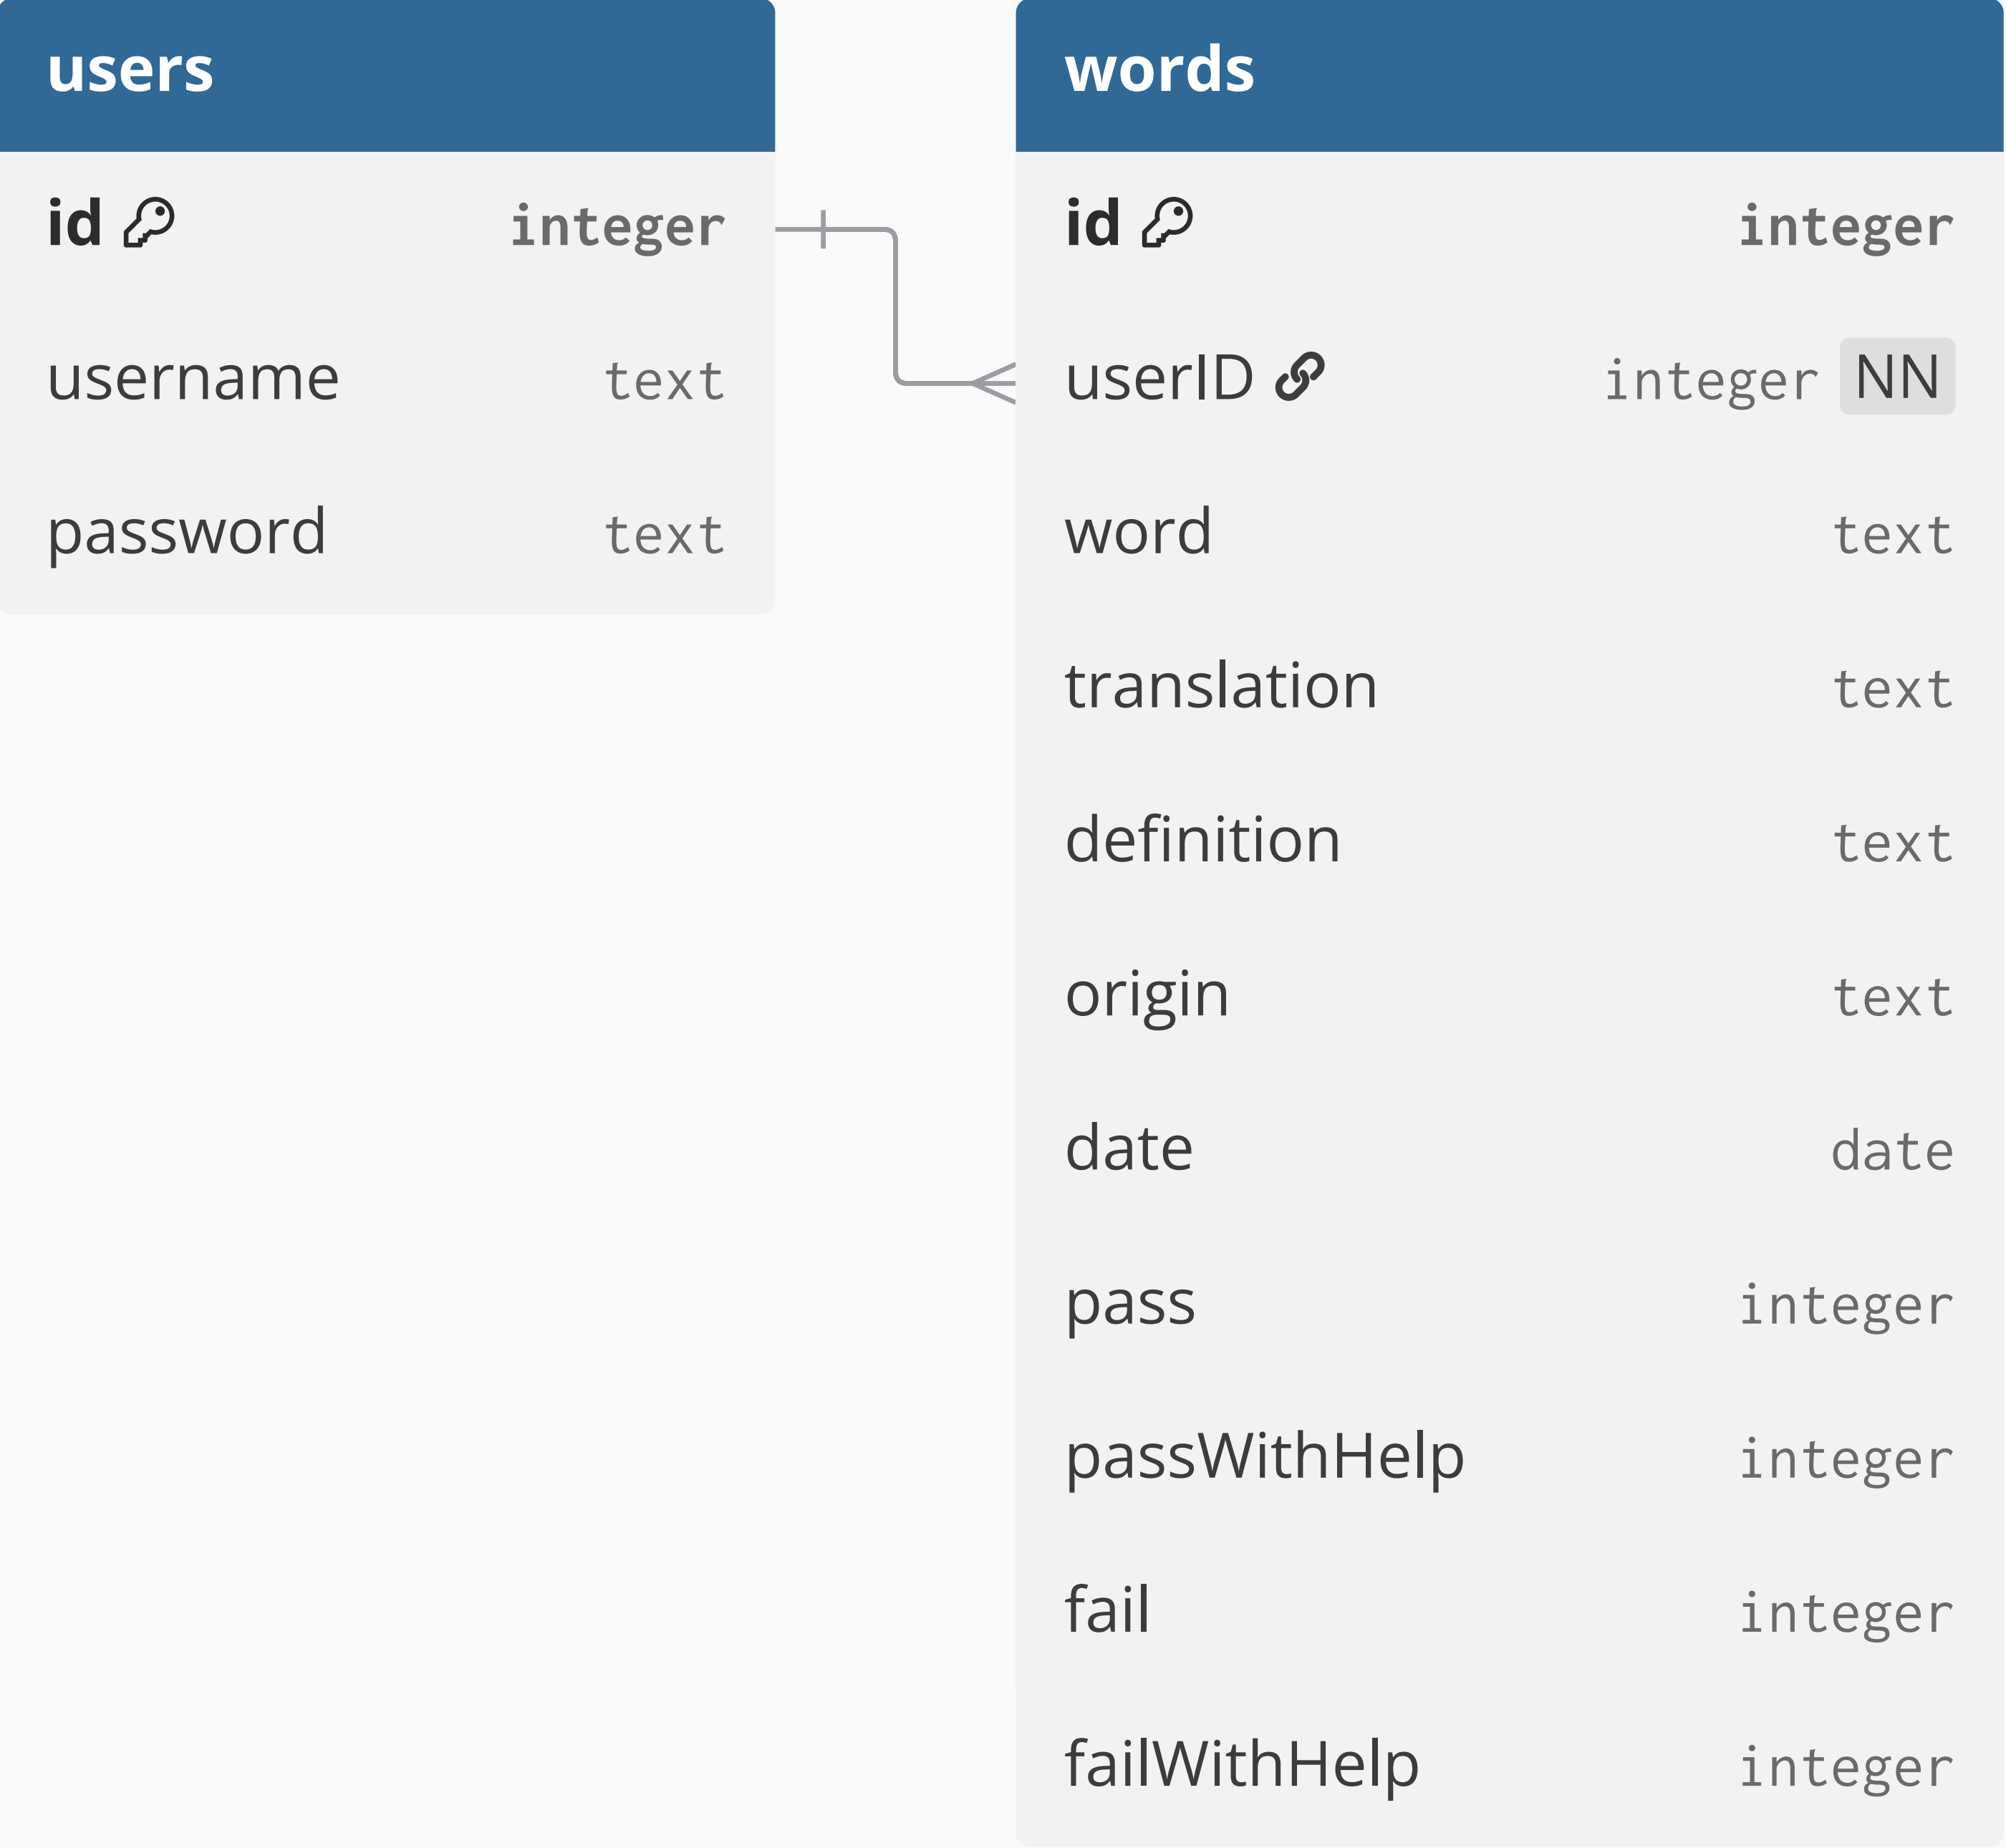 users
id integer
username text
password text
words
id integer
userID integer NN
word text
translation text
definition text
origin text
date date
pass integer
passWithHelp integer
fail integer
failWithHelp integer